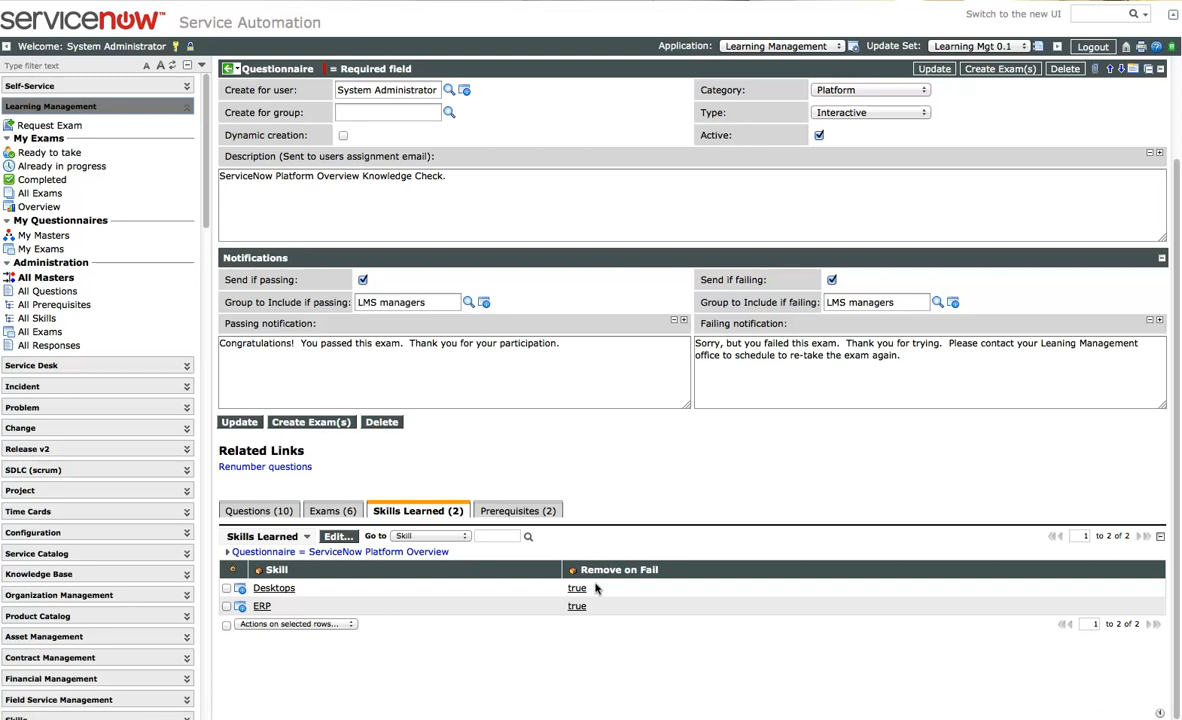 servicenow™ Service Automation
Switch to the new UI
Welcome: System Administrator
Application: Learning Management Update Set: Learning Mgt 0.1 Logout
Type filter text A A
Self-Service
Learning Management
Request Exam
My Exams
Ready to take
Already in progress
Completed
All Exams
Overview
My Questionnaires
My Masters
My Exams
Administration
All Masters
All Questions
All Prerequisites
All Skills
All Exams
All Responses
Service Desk
Incident
Problem
Change
Release v2
SDLC (scrum)
Project
Time Cards
Configuration
Service Catalog
Knowledge Base
Organization Management
Product Catalog
Asset Management
Contract Management
Financial Management
Field Service Management
Skills
Questionnaire = Required field Update Create Exam(s) Delete
Create for user: System Administrator Category: Platform
Create for group: Type: Interactive
Dynamic creation: Active:
Description (Sent to users assignment email):
ServiceNow Platform Overview Knowledge Check.
Notifications
Send if passing: Send if failing:
Group to Include if passing: LMS managers Group to Include if failing: LMS managers
Passing notification: Failing notification:
Congratulations! You passed this exam. Thank you for your participation.
Sorry, but you failed this exam. Thank you for trying. Please contact your Leaning Management
office to schedule to re-take the exam again.
Update Create Exam(s) Delete
Related Links
Renumber questions
Questions (10) Exams (6) Skills Learned (2) Prerequisites (2)
Skills Learned Edit... Go to Skill 1 to 2 of 2
Questionnaire = ServiceNow Platform Overview
Skill Remove on Fail
Desktops true
ERP true
Actions on selected rows... 1 to 2 of 2